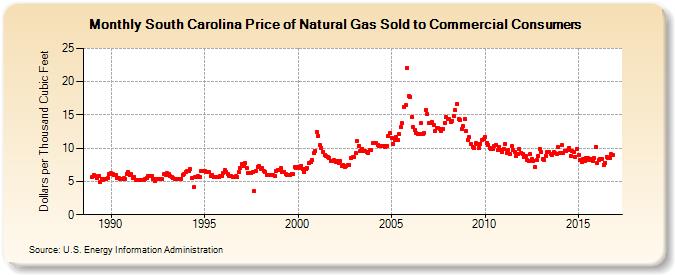 Monthly South Carolina Price of Natural Gas Sold to Commercial Consumers
Dollars per Thousand Cubic Feet
25
20
15
10
5
0
1990 1995 2000 2005 2010 2015
Source: U.S. Energy Information Administration